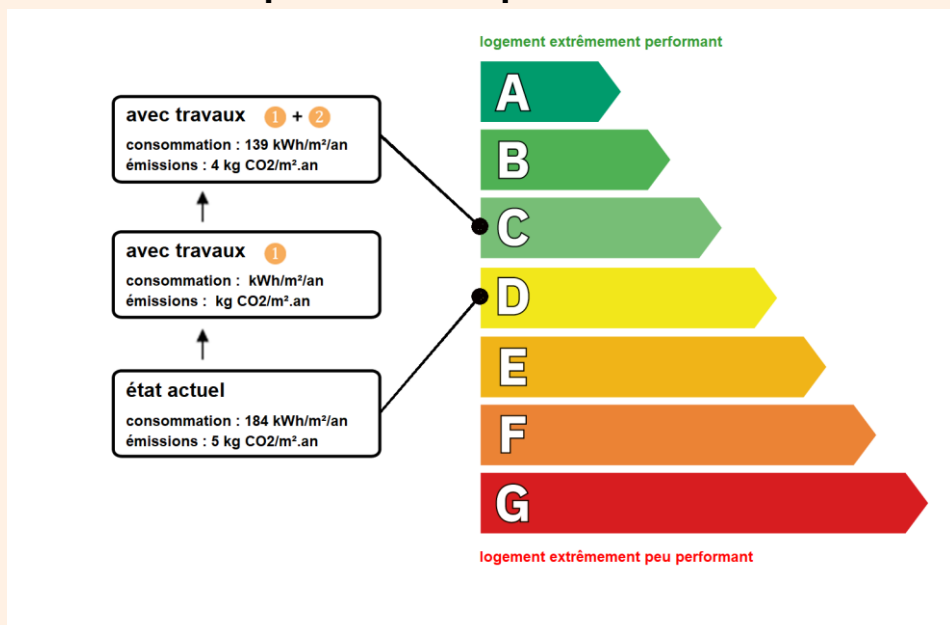 logement extrêmement performant
avec travaux 1 + 2
consommation : 139 kWh/m²/an
émissions : 4 kg CO2/m².an
avec travaux 1
consommation : kWh/m²/an
émissions : kg CO2/m².an
état actuel
consommation : 184 kWh/m²/an
émissions : 5 kg CO2/m².an
A
B
C
D
E
F
G
logement extrêmement peu performant